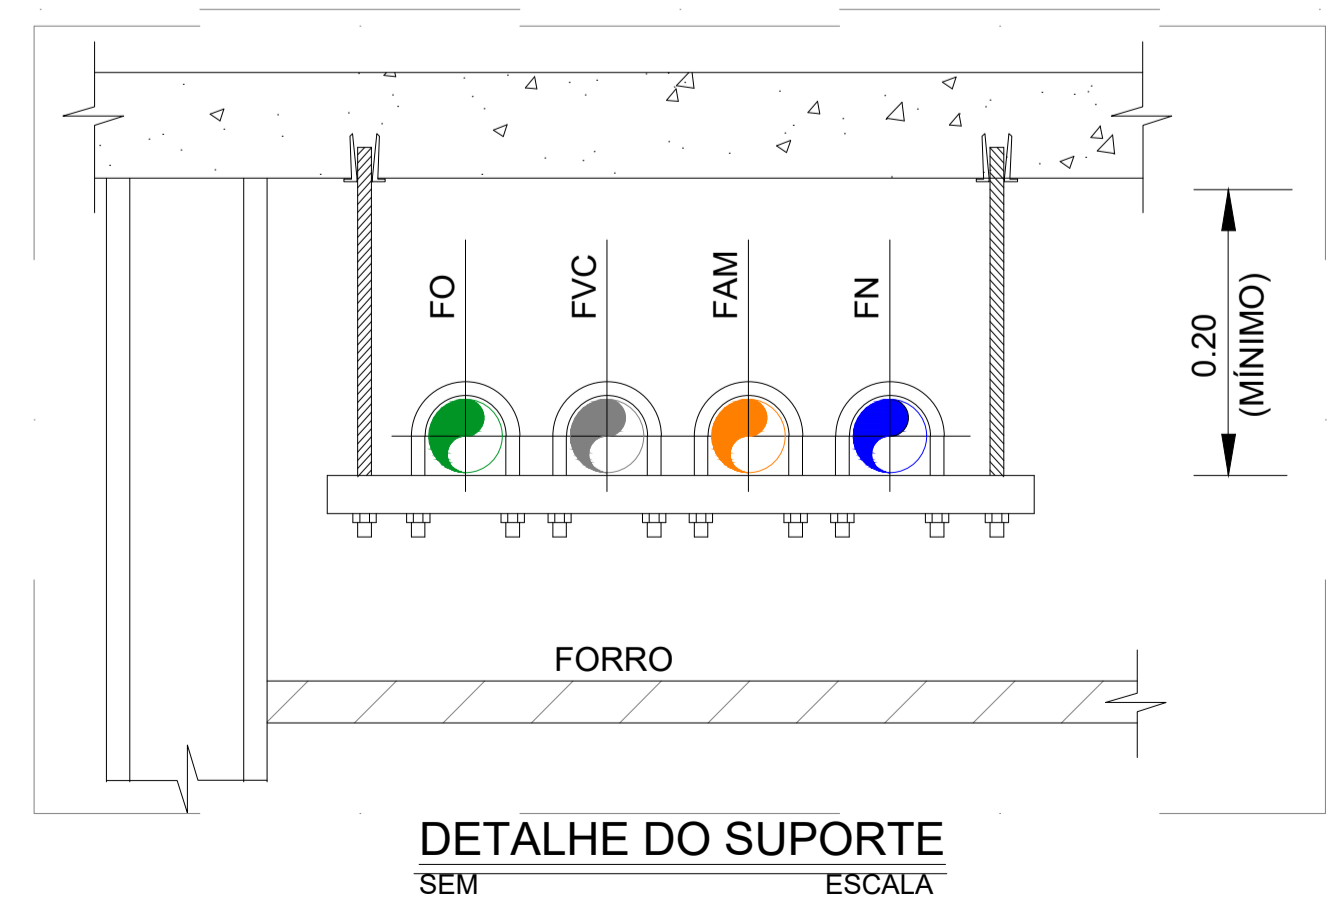 FO
FVC
FAM
FN
0.20
(MÍNIMO)
FORRO
DETALHE DO SUPORTE
SEM ESCALA